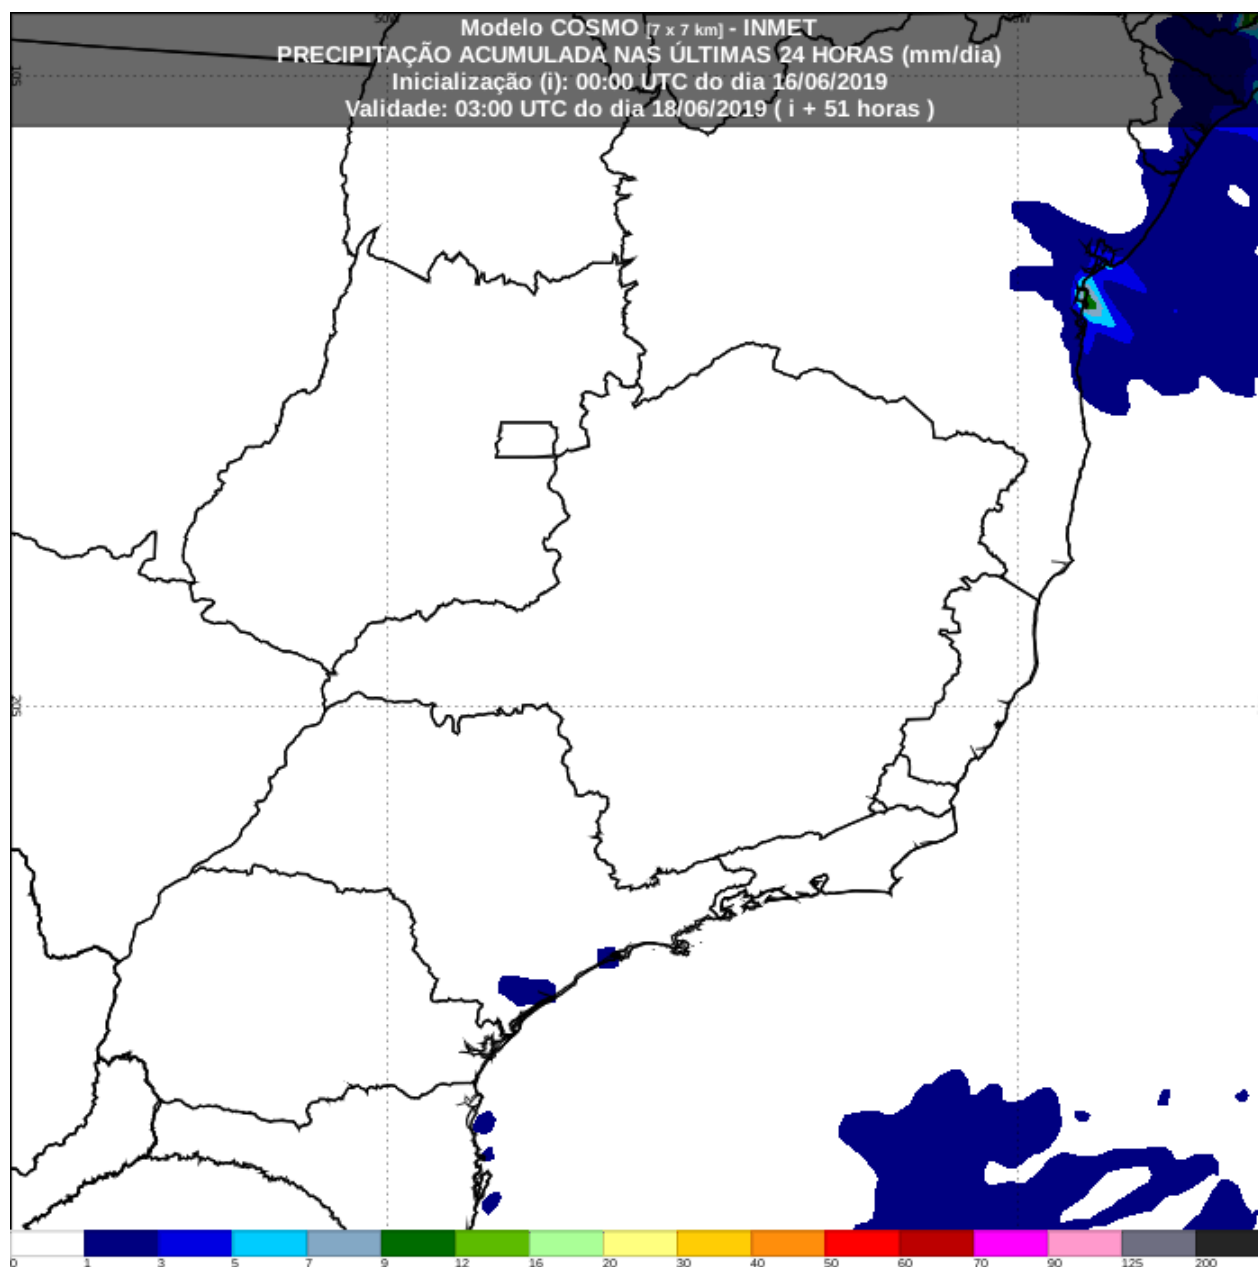 Modelo COSMO [7 x 7 km] - INMET
PRECIPITAÇÃO ACUMULADA NAS ÚLTIMAS 24 HORAS (mm/dia)
Inicialização (i): 00:00 UTC do dia 16/06/2019
Validade: 03:00 UTC do dia 18/06/2019 ( i + 51 horas )
50W
20S
0 1 3 5 7 9 12 16 20 30 40 50 70 90 125 200